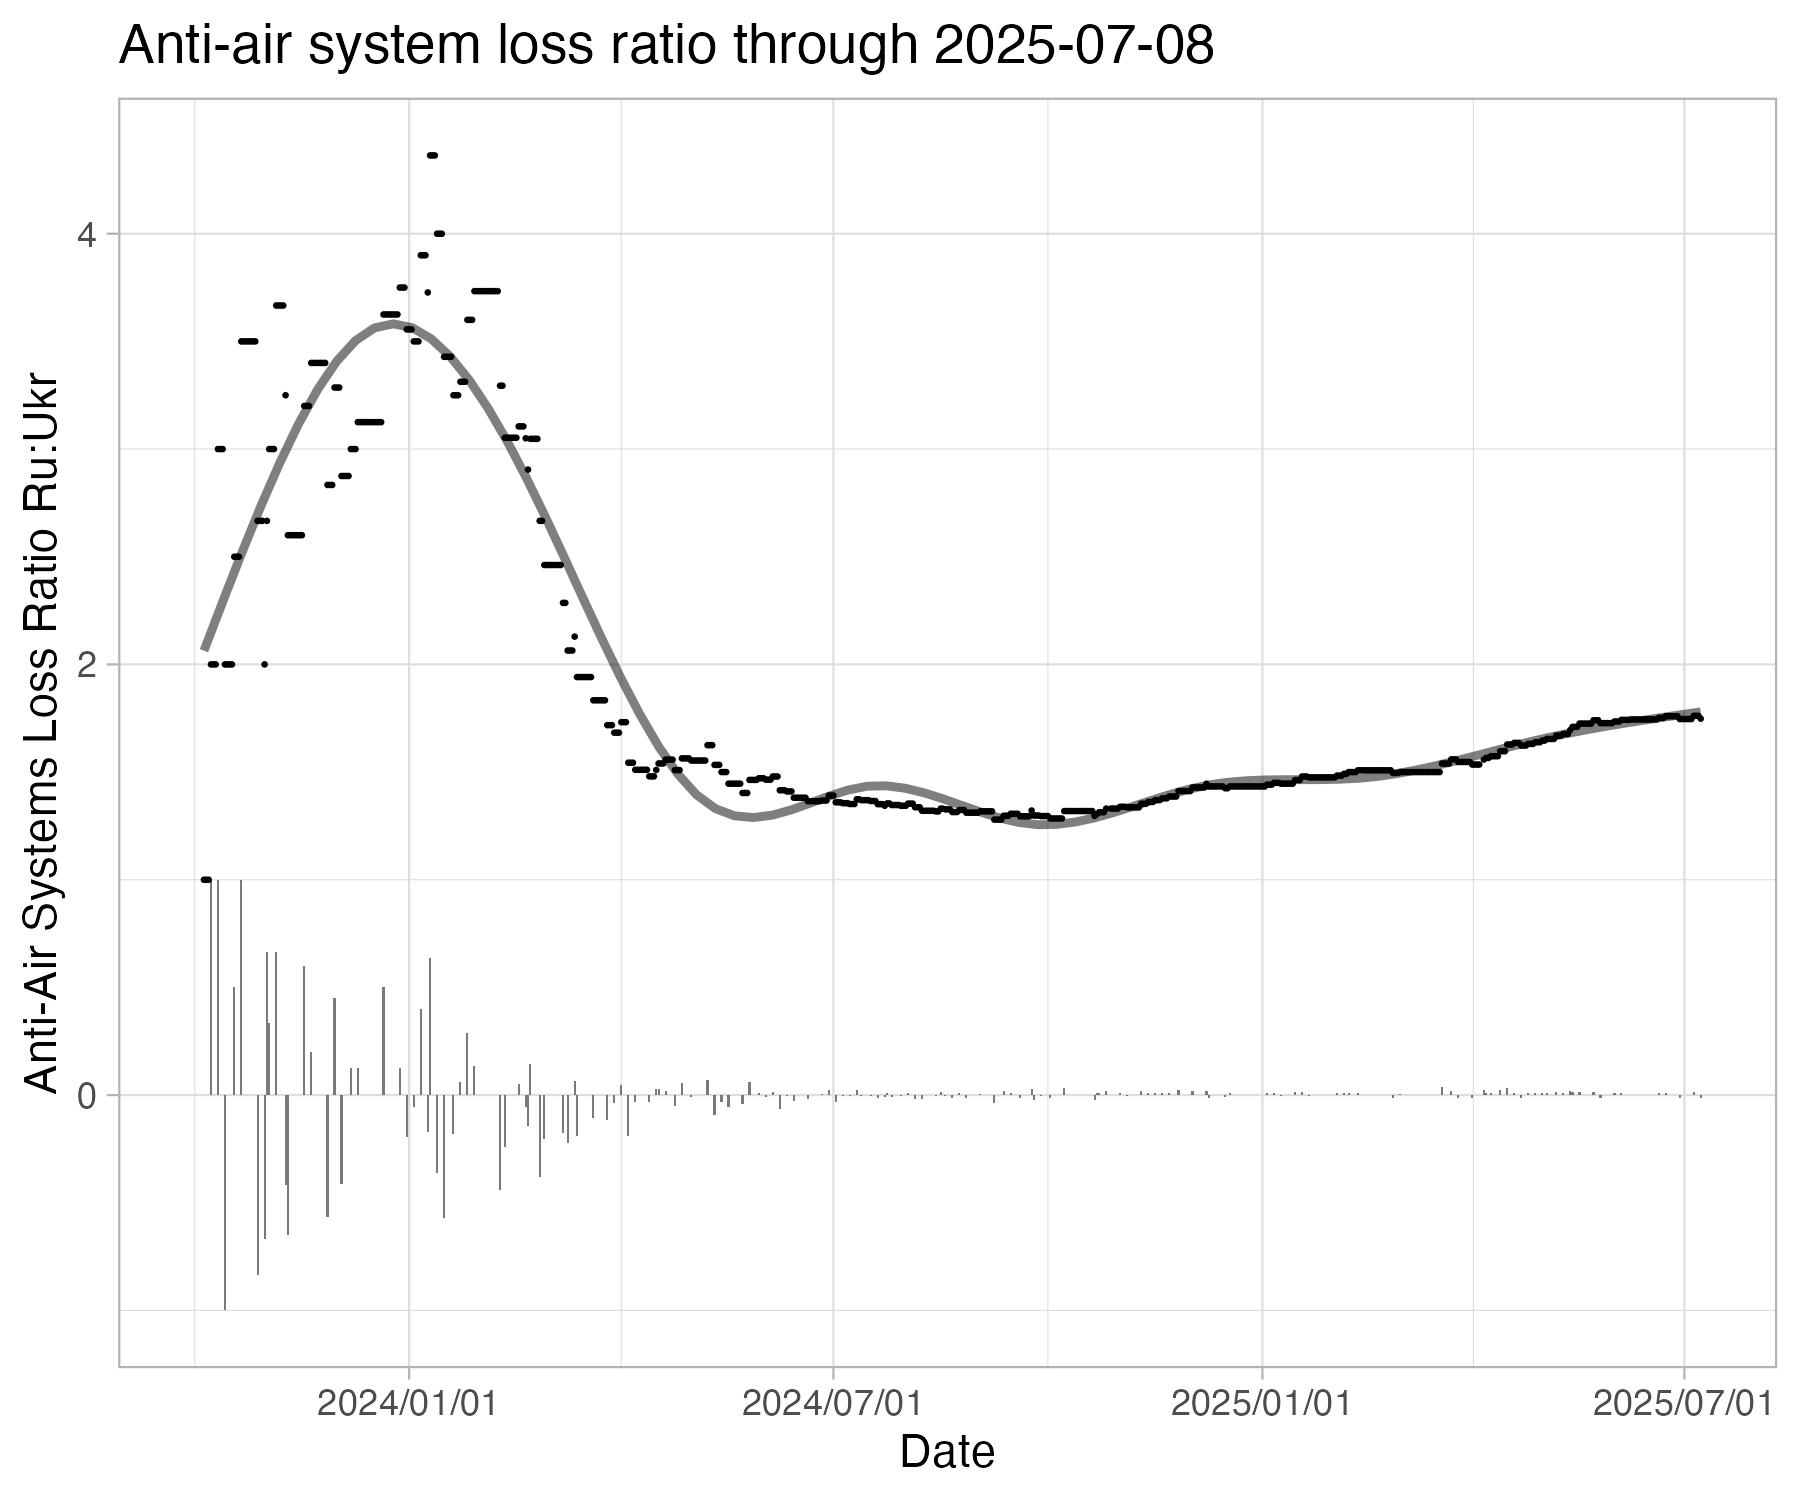 Anti-air system loss ratio through 2025-07-08
Anti-Air Systems Loss Ratio Ru:Ukr
4
2
0
2024/01/01
2024/07/01
2025/01/01
2025/07/01
Date